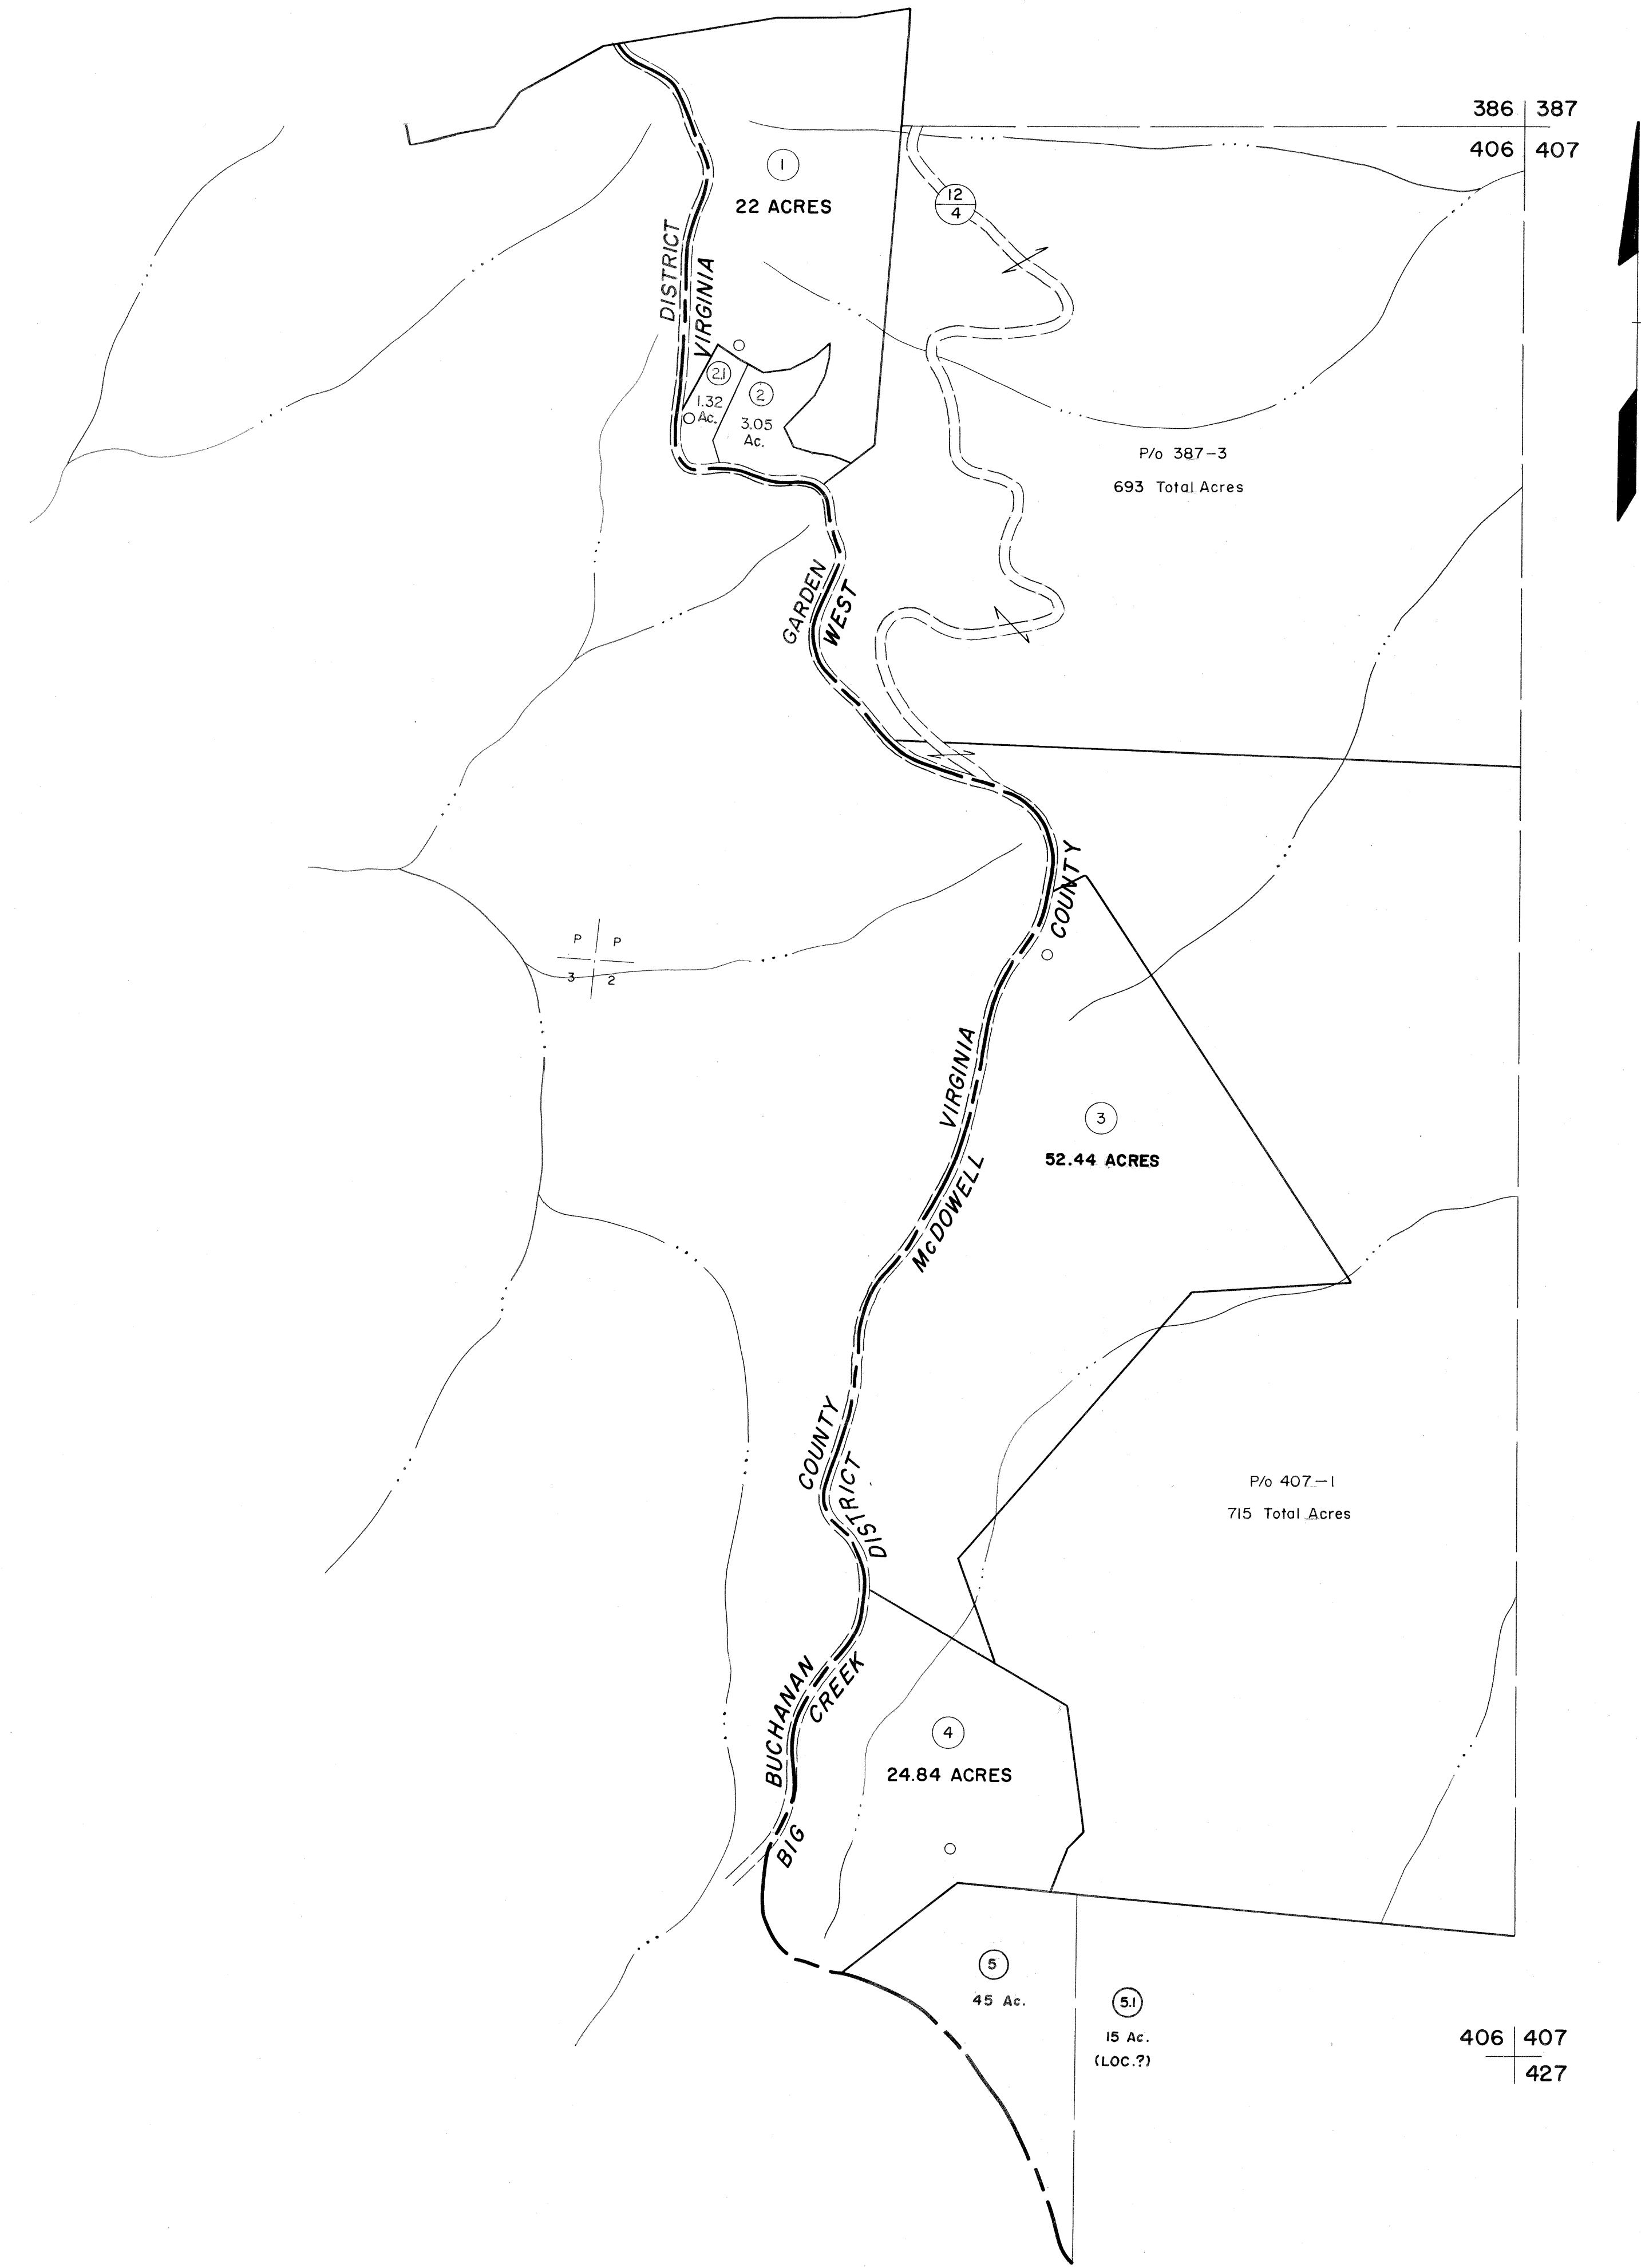 386 387
406 407
1
22 ACRES
12
4
DISTRICT
VIRGINIA
2.1
1.32
Ac.
2
3.05
Ac.
P/o 387-3
693 Total Acres
GARDEN
WEST
COUNTY
P P
3 2
VIRGINIA
McDOWELL
3
52.44 ACRES
COUNTY
DISTRICT
P/o 407-1
715 Total Acres
BUCHANAN
CREEK
4
24.84 ACRES
BIG
5
45 Ac.
5.1
15 Ac.
(LOC.?)
406 407
427